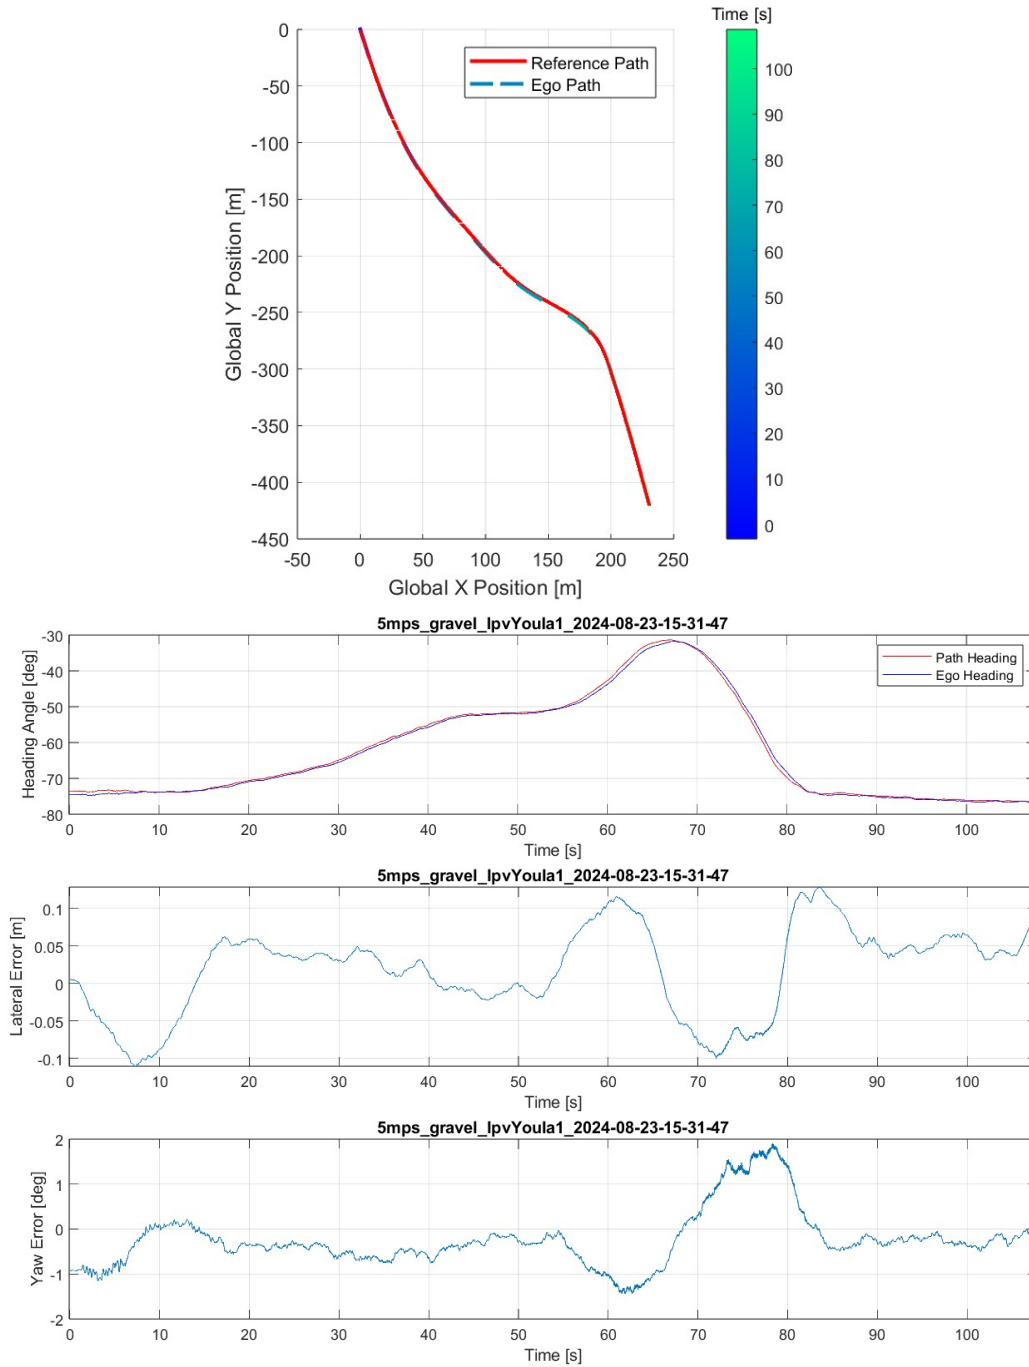 Time [s]
0
-50
-100
-150
-200
-250
-300
-350
-400
-450
Global Y Position [m]
Reference Path
Ego Path
-50 0 50 100 150 200 250
Global X Position [m]
100
90
80
70
60
50
40
30
20
10
0
5mps_gravel_lpvYoula1_2024-08-23-15-31-47
-30
-40
-50
-60
-70
-80
Heading Angle [deg]
Path Heading
Ego Heading
0 10 20 30 40 50 60 70 80 90 100
Time [s]
5mps_gravel_lpvYoula1_2024-08-23-15-31-47
0.1
0.05
0
-0.05
-0.1
Lateral Error [m]
0 10 20 30 40 50 60 70 80 90 100
Time [s]
5mps_gravel_lpvYoula1_2024-08-23-15-31-47
2
1
0
-1
-2
Yaw Error [deg]
0 10 20 30 40 50 60 70 80 90 100
Time [s]